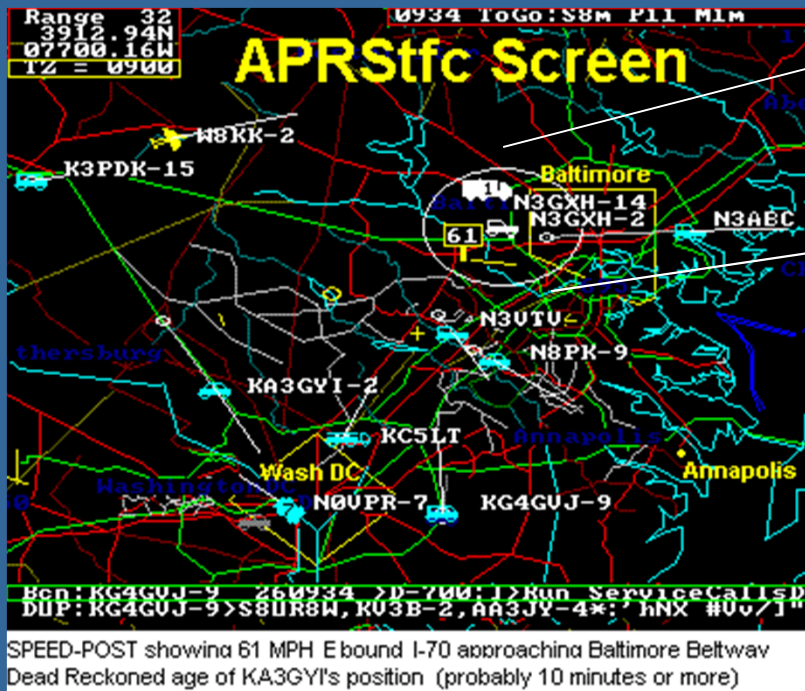 Range 32
3912.94N
07700.16W
TZ = 0900
0934 ToGo:S8m P11 M1m
APRStfc Screen
W8KK-2
K3PDK-15
Baltimore
N3GXH-14
N3GXH-2
N3ABC
61
N3VTV
thersburg
N8PK-9
KA3GYI-2
KC5LT
Annapolis
Wash DC
Annapolis
WashingtonDC
N0VPR-7
KG4GVJ-9
Bcn:KG4GVJ-9 260934 >D-700:]>Run ServiceCallsD
DUP:KG4GVJ-9>S8UR8W,KV3B-2,AA3JY-4*:'hNX #Vv/]"
SPEED-POST showing 61 MPH E bound I-70 approaching Baltimore Beltway
Dead Reckoned age of KA3GYI's position (probably 10 minutes or more)